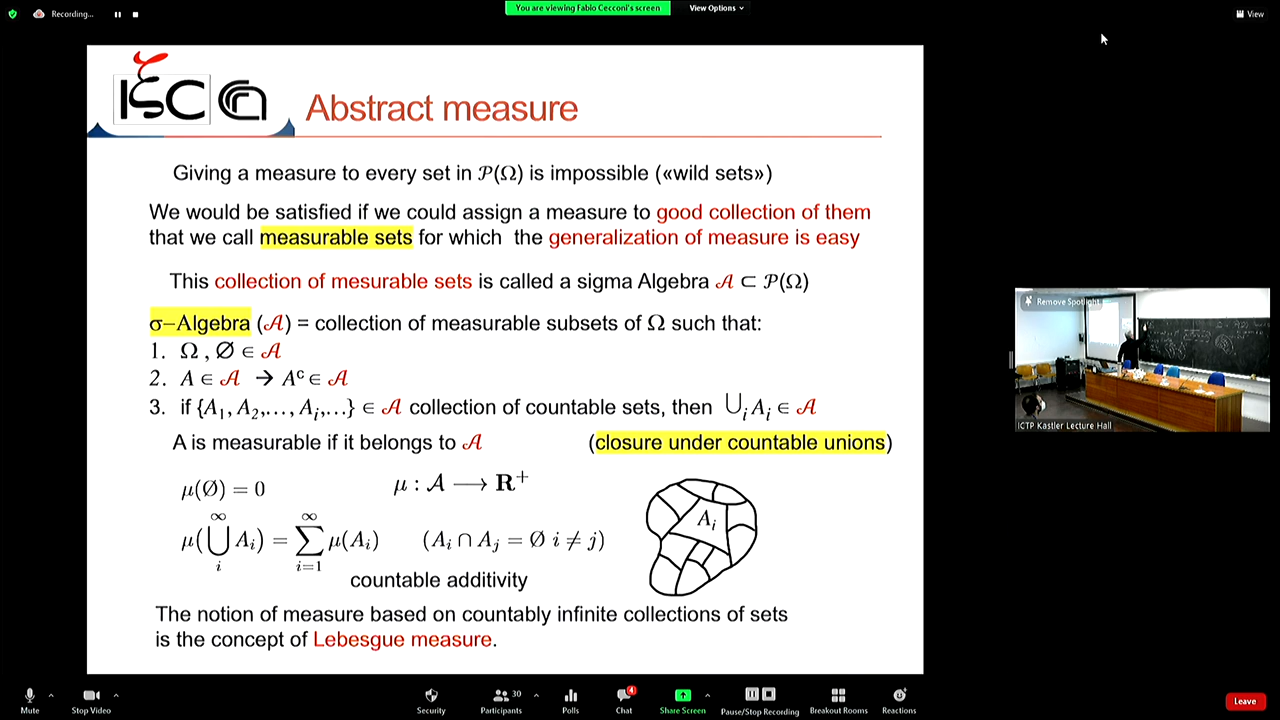 Recording...
You are viewing Fabio Cecconi's screen
View Options
View
ISC
Abstract measure
Giving a measure to every set in 𝒫(Ω) is impossible («wild sets»)
We would be satisfied if we could assign a measure to good collection of them
that we call measurable sets for which the generalization of measure is easy
This collection of mesurable sets is called a sigma Algebra 𝒜 ⊂ 𝒫(Ω)
σ–Algebra (𝒜) = collection of measurable subsets of Ω such that:
1. Ω , Ø ∈ 𝒜
2. A ∈ 𝒜 → Aᶜ ∈ 𝒜
3. if {A₁, A₂,…, Aᵢ,…} ∈ 𝒜 collection of countable sets, then ⋃ᵢ Aᵢ ∈ 𝒜
A is measurable if it belongs to 𝒜 (closure under countable unions)
μ(Ø) = 0 μ : 𝒜 ⟶ R⁺
μ(⋃_i^∞ A_i) = ∑_{i=1}^∞ μ(A_i) (A_i ∩ A_j = Ø i ≠ j)
A_i
countable additivity
The notion of measure based on countably infinite collections of sets
is the concept of Lebesgue measure.
Remove Spotlight
ICTP Kastler Lecture Hall
Mute
Stop Video
Security
Participants 30
Polls
Chat 4
Share Screen
Pause/Stop Recording
Breakout Rooms
Reactions
Leave